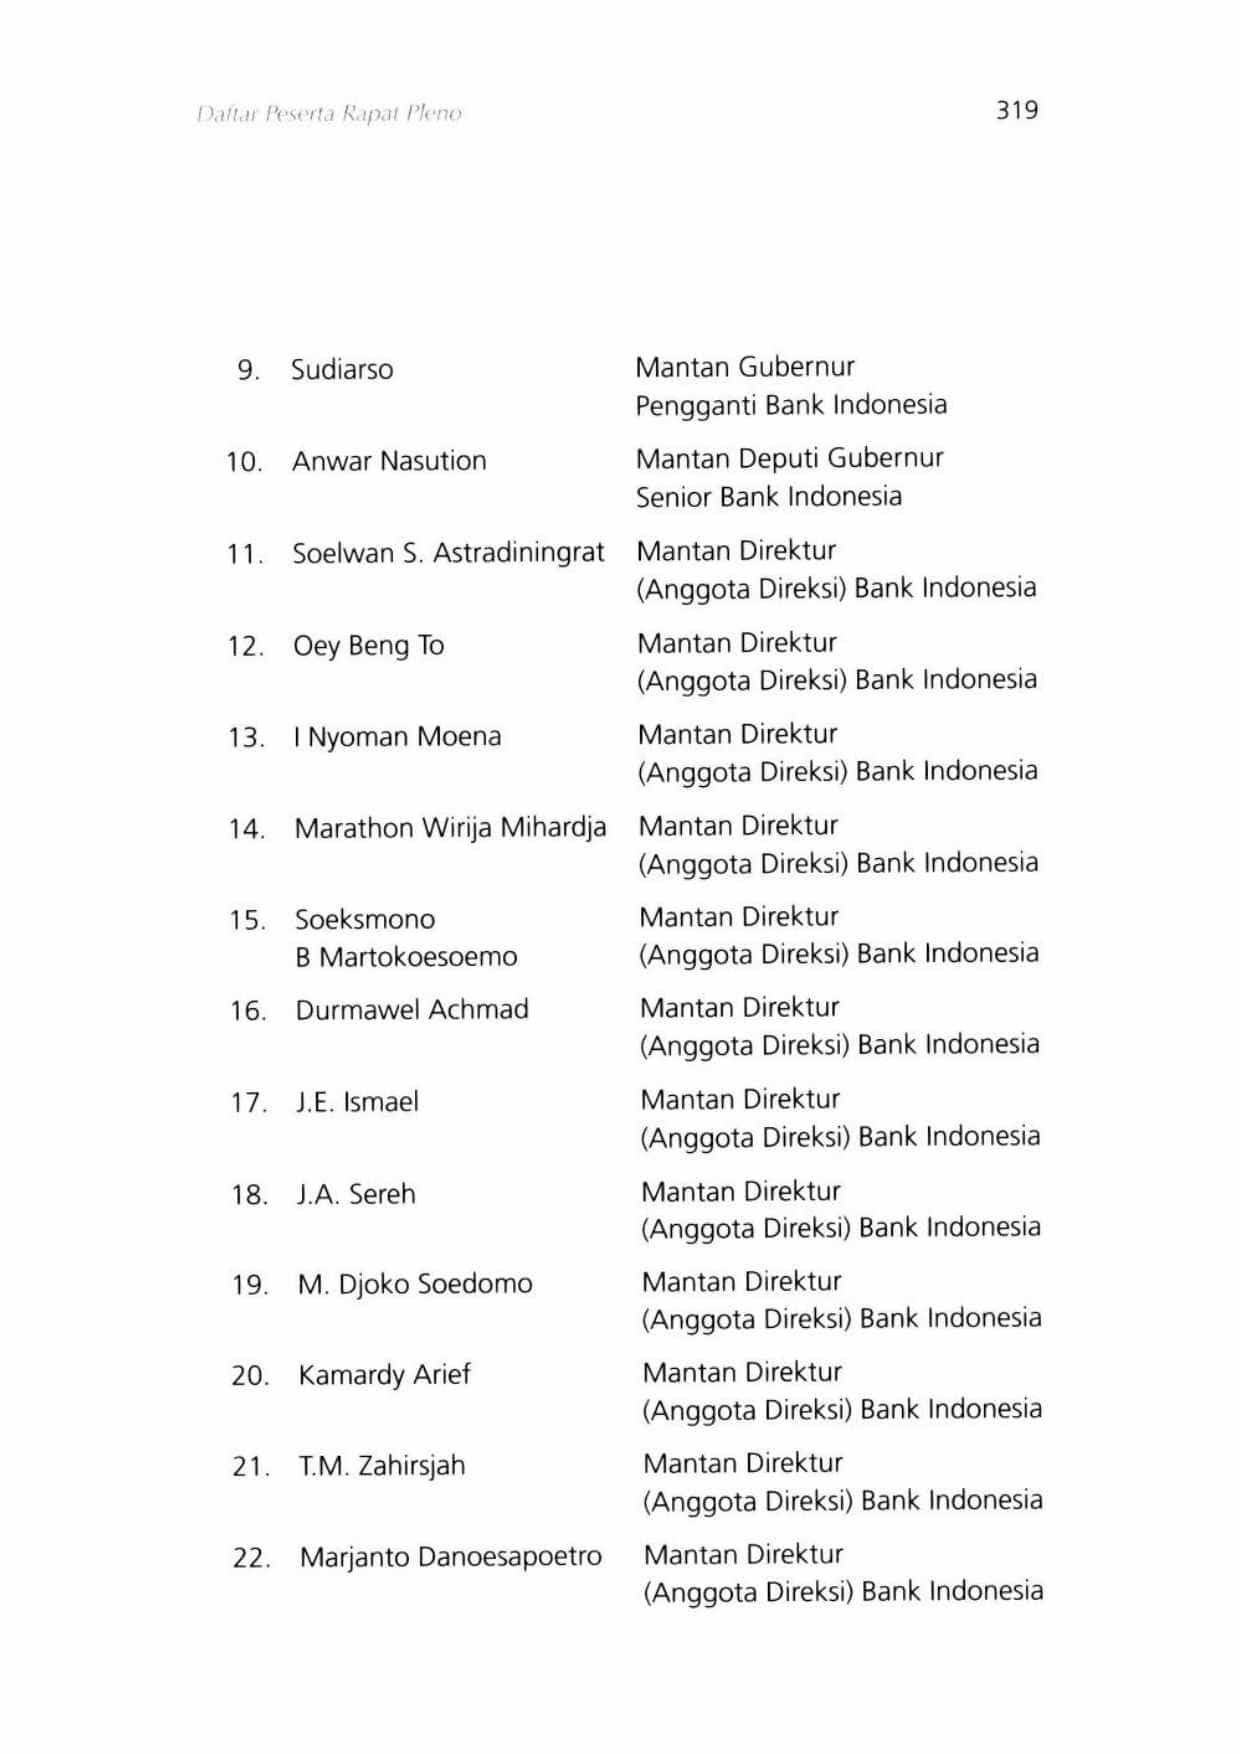 Daftar Peserta Rapat Pleno 319
9. Sudiarso Mantan Gubernur
Pengganti Bank Indonesia
10. Anwar Nasution Mantan Deputi Gubernur
Senior Bank Indonesia
11. Soelwan S. Astradiningrat Mantan Direktur
(Anggota Direksi) Bank Indonesia
12. Oey Beng To Mantan Direktur
(Anggota Direksi) Bank Indonesia
13. I Nyoman Moena Mantan Direktur
(Anggota Direksi) Bank Indonesia
14. Marathon Wirija Mihardja Mantan Direktur
(Anggota Direksi) Bank Indonesia
15. Soeksmono Mantan Direktur
B Martokoesoemo (Anggota Direksi) Bank Indonesia
16. Durmawel Achmad Mantan Direktur
(Anggota Direksi) Bank Indonesia
17. J.E. Ismael Mantan Direktur
(Anggota Direksi) Bank Indonesia
18. J.A. Sereh Mantan Direktur
(Anggota Direksi) Bank Indonesia
19. M. Djoko Soedomo Mantan Direktur
(Anggota Direksi) Bank Indonesia
20. Kamardy Arief Mantan Direktur
(Anggota Direksi) Bank Indonesia
21. T.M. Zahirsjah Mantan Direktur
(Anggota Direksi) Bank Indonesia
22. Marjanto Danoesapoetro Mantan Direktur
(Anggota Direksi) Bank Indonesia